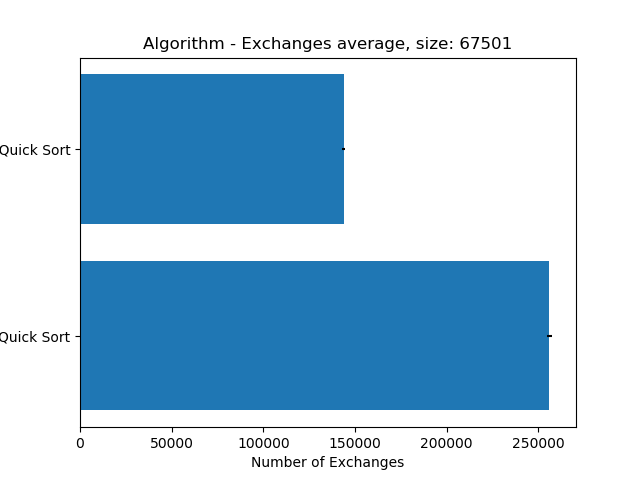 Algorithm - Exchanges average, size: 67501
Quick Sort
Quick Sort
0 50000 100000 150000 200000 250000
Number of Exchanges